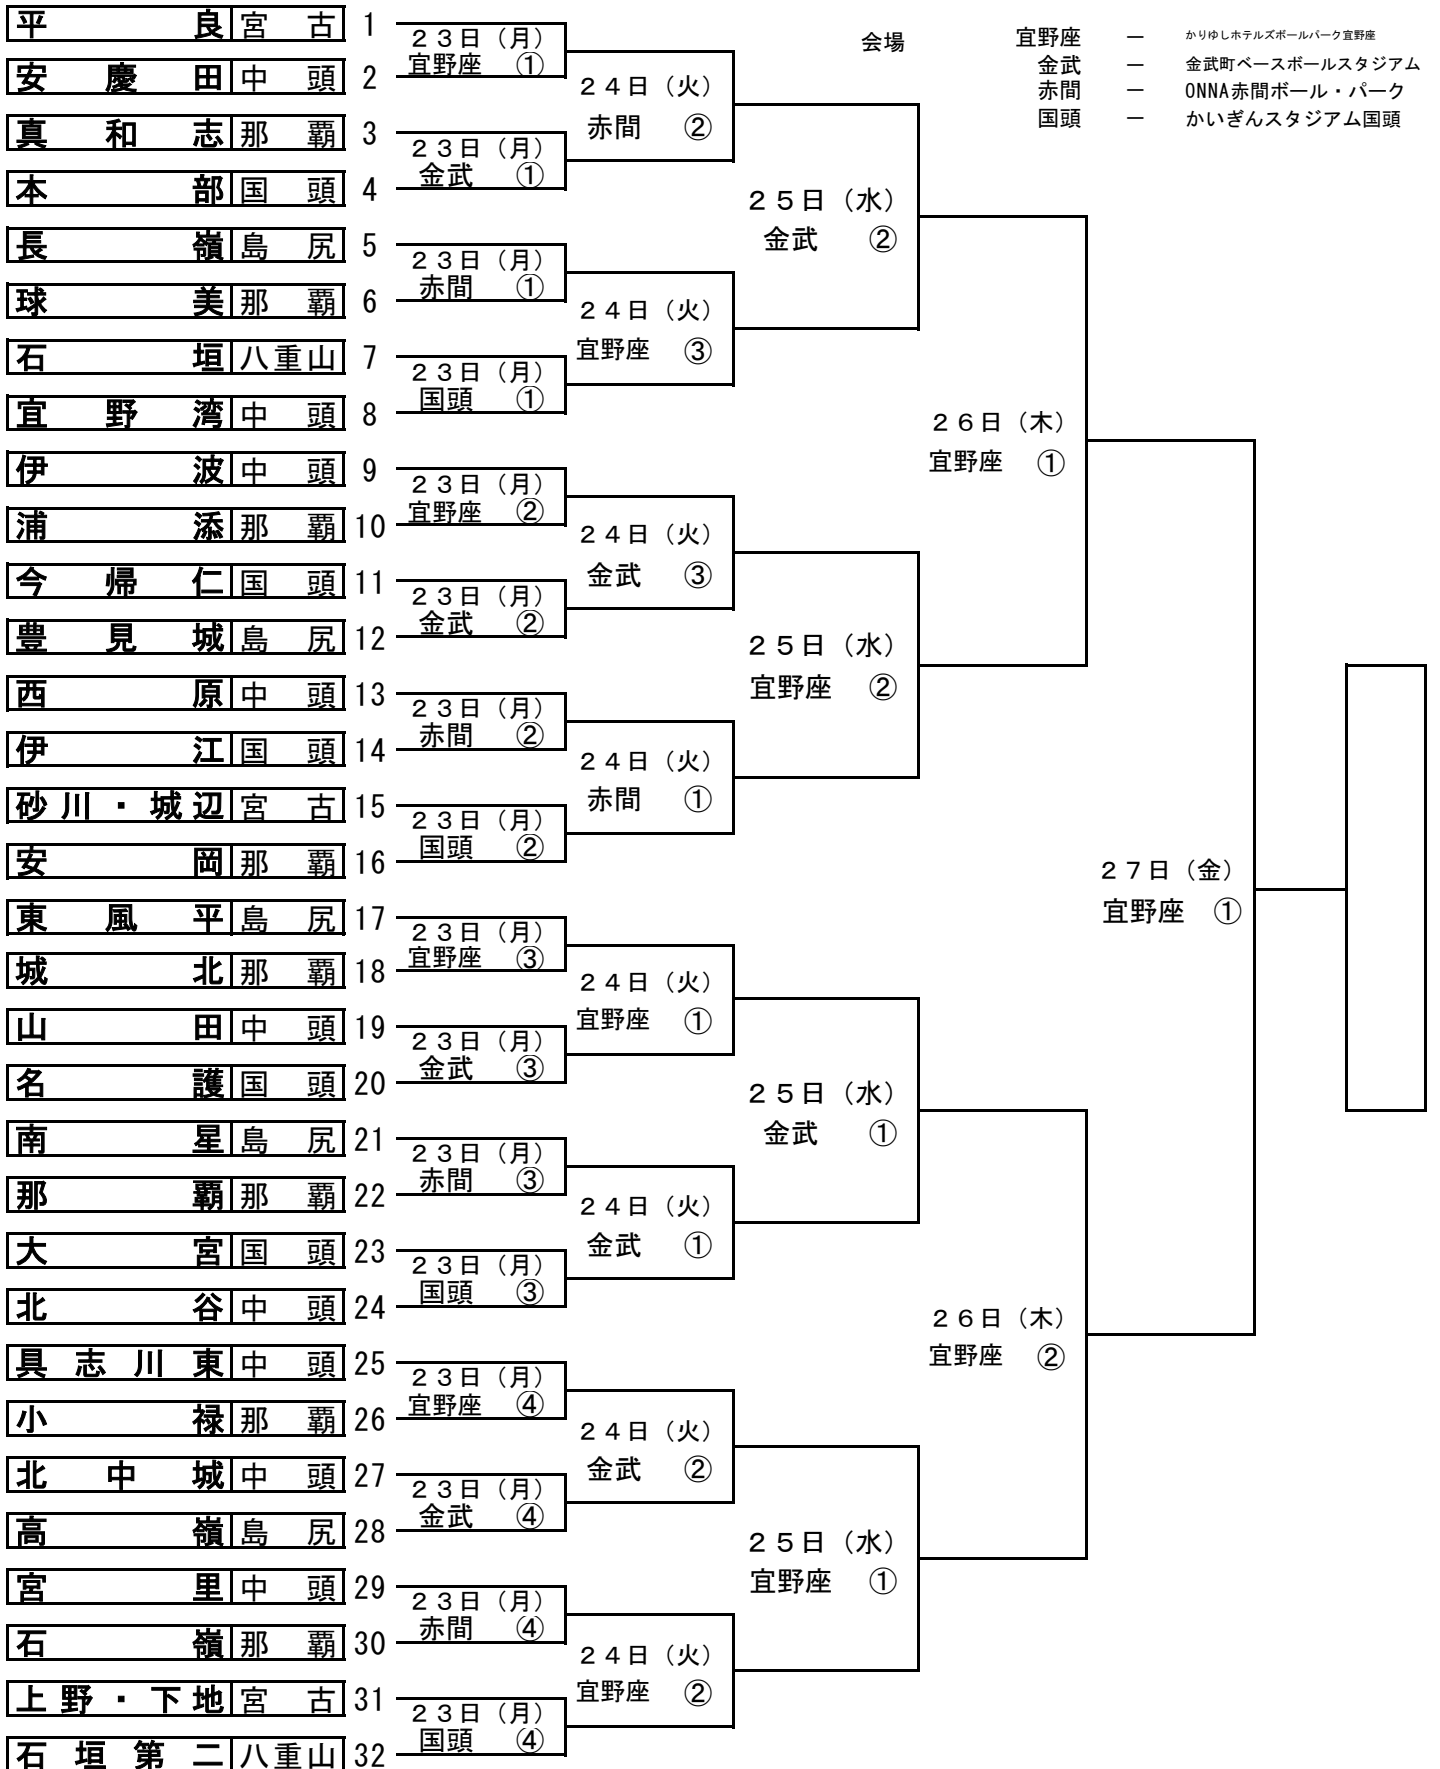 会場
宜野座 － かりゆしホテルズボールパーク宜野座
金武 － 金武町ベースボールスタジアム
赤間 － ONNA赤間ボール・パーク
国頭 － かいぎんスタジアム国頭
平良 宮古 1
安慶田 中頭 2
真和志 那覇 3
本部 国頭 4
長嶺 島尻 5
球美 那覇 6
石垣 八重山 7
宜野湾 中頭 8
伊波 中頭 9
浦添 那覇 10
今帰仁 国頭 11
豊見城 島尻 12
西原 中頭 13
伊江 国頭 14
砂川・城辺 宮古 15
安岡 那覇 16
東風平 島尻 17
城北 那覇 18
山田 中頭 19
名護 国頭 20
南星 島尻 21
那覇 那覇 22
大宮 国頭 23
北谷 中頭 24
具志川東 中頭 25
小禄 那覇 26
北中城 中頭 27
高嶺 島尻 28
宮里 中頭 29
石嶺 那覇 30
上野・下地 宮古 31
石垣第二 八重山 32
２３日（月）
宜野座 ①
２３日（月）
金武 ①
２３日（月）
赤間 ①
２３日（月）
国頭 ①
２３日（月）
宜野座 ②
２３日（月）
金武 ②
２３日（月）
赤間 ②
２３日（月）
国頭 ②
２３日（月）
宜野座 ③
２３日（月）
金武 ③
２３日（月）
赤間 ③
２３日（月）
国頭 ③
２３日（月）
宜野座 ④
２３日（月）
金武 ④
２３日（月）
赤間 ④
２３日（月）
国頭 ④
２４日（火）
赤間 ②
２４日（火）
宜野座 ③
２４日（火）
金武 ③
２４日（火）
赤間 ①
２４日（火）
宜野座 ①
２４日（火）
金武 ①
２４日（火）
金武 ②
２４日（火）
宜野座 ②
２５日（水）
金武 ②
２５日（水）
宜野座 ②
２５日（水）
金武 ①
２５日（水）
宜野座 ①
２６日（木）
宜野座 ①
２６日（木）
宜野座 ②
２７日（金）
宜野座 ①